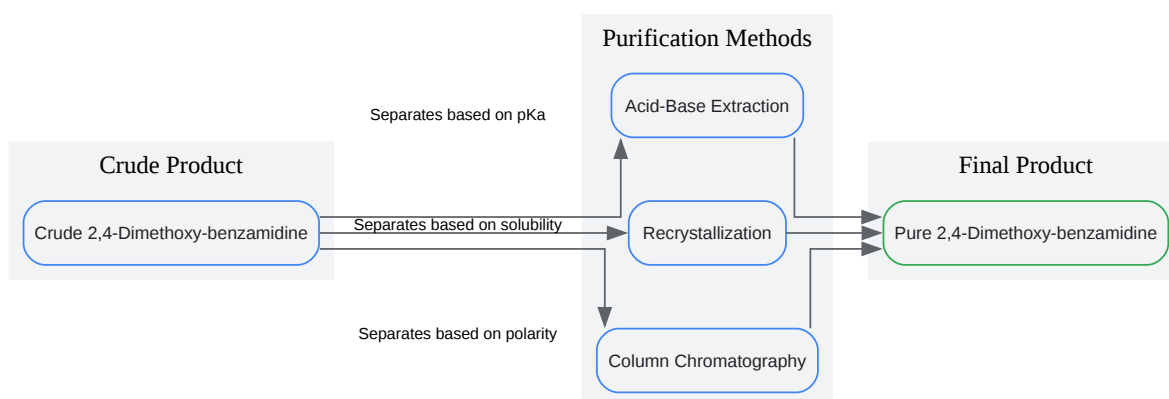 Purification Methods
Acid-Base Extraction
Separates based on pKa
Crude Product
Final Product
Crude 2,4-Dimethoxy-benzamidine
Separates based on solubility
Recrystallization
Pure 2,4-Dimethoxy-benzamidine
Separates based on polarity
Column Chromatography